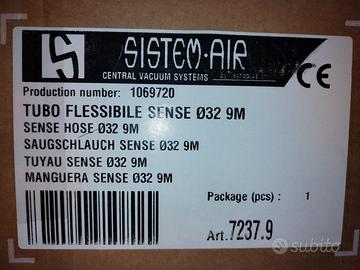 SISTEM-AIR
CENTRAL VACUUM SYSTEMS
CE
Production number: 1069720
TUBO FLESSIBILE SENSE Ø32 9M
SENSE HOSE Ø32 9M
SAUGSCHLAUCH SENSE Ø32 9M
TUYAU SENSE Ø32 9M
MANGUERA SENSE Ø32 9M
Package (pcs) : 1
Art. 7237.9
subito